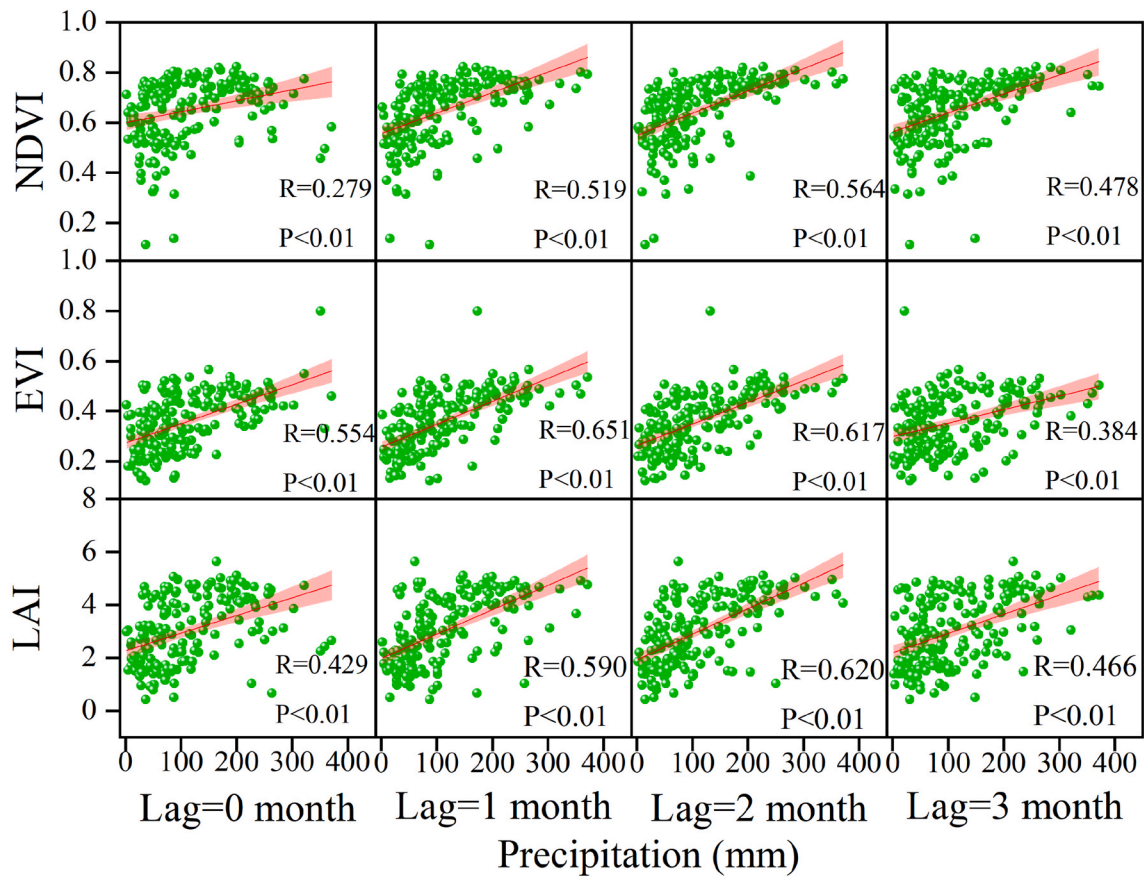 NDVI
1.0
0.8
0.6
0.4
0.2
R=0.279
P<0.01
R=0.519
P<0.01
R=0.564
P<0.01
R=0.478
P<0.01
EVI
1.0
0.8
0.6
0.4
0.2
R=0.554
P<0.01
R=0.651
P<0.01
R=0.617
P<0.01
R=0.384
P<0.01
LAI
8
6
4
2
0
R=0.429
P<0.01
R=0.590
P<0.01
R=0.620
P<0.01
R=0.466
P<0.01
0 100 200 300 400 0 100 200 300 400 0 100 200 300 400 0 100 200 300 400
Lag=0 month Lag=1 month Lag=2 month Lag=3 month
Precipitation (mm)